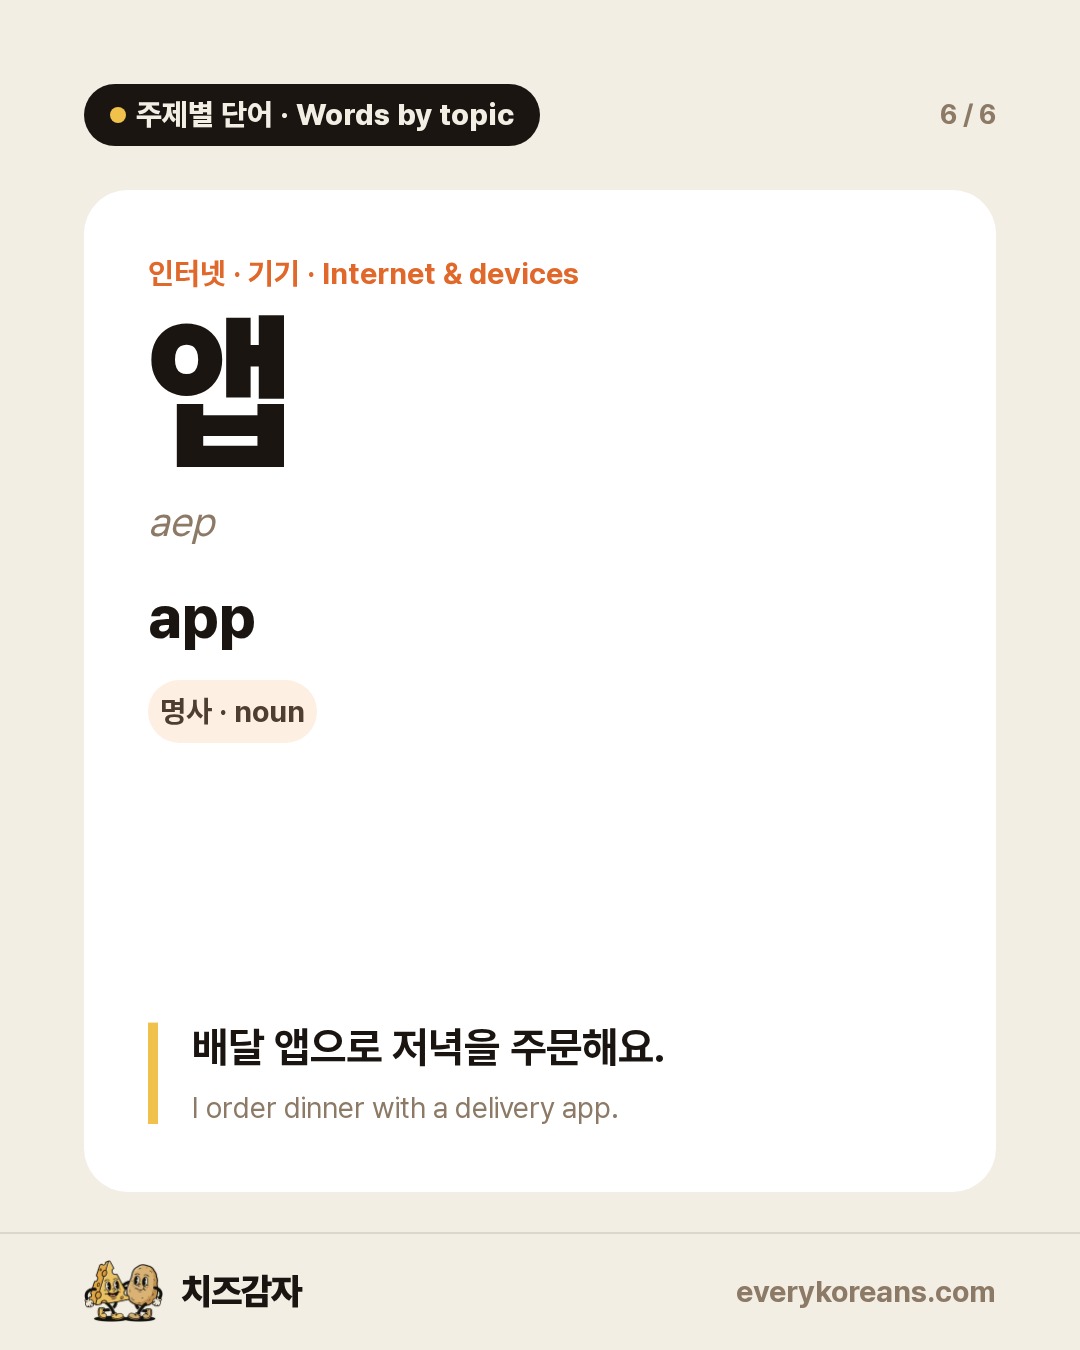 주제별 단어 · Words by topic
6 / 6
인터넷 · 기기 · Internet & devices
앱
aep
app
명사 · noun
배달 앱으로 저녁을 주문해요.
I order dinner with a delivery app.
치즈감자
everykoreans.com